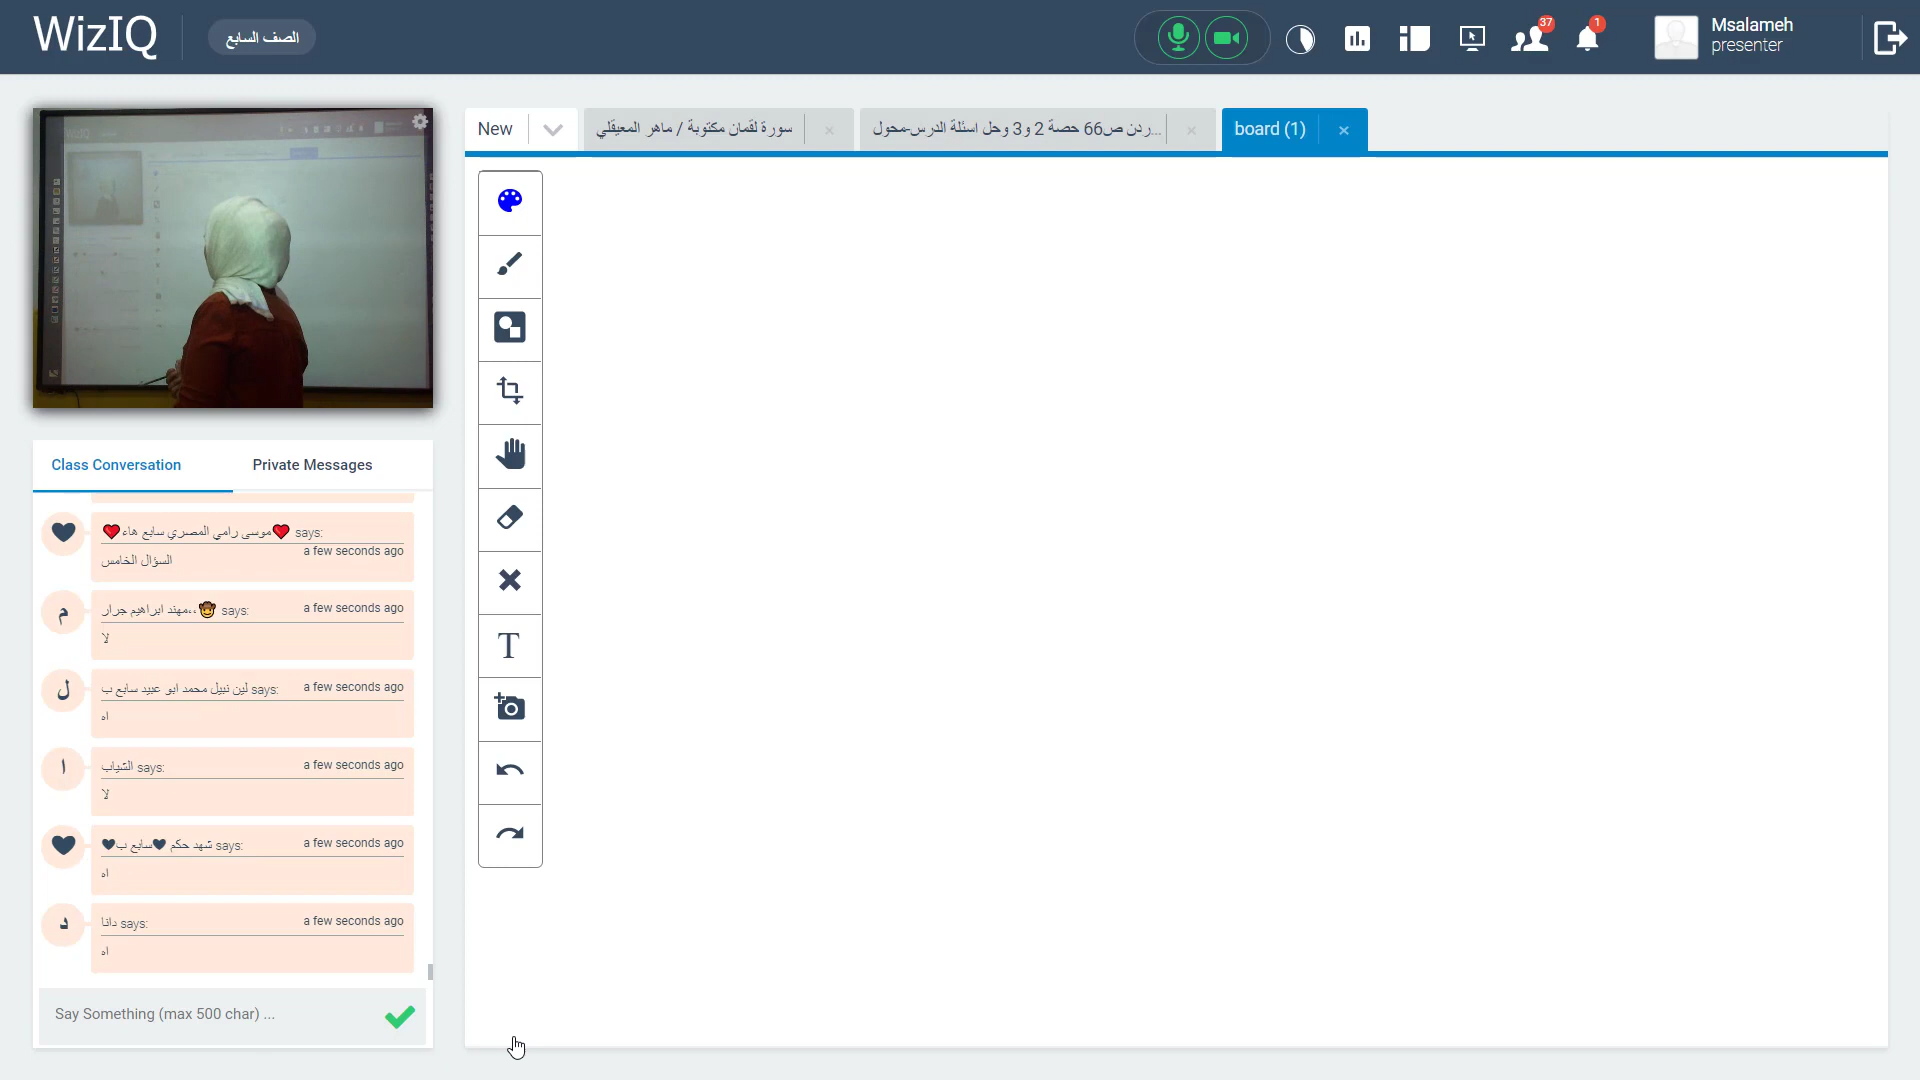 WizIQ
الصف السابع
37
1
Msalameh
presenter
New
سورة لقمان مكتوبة / ماهر المعيقلي
ردن ص66 حصة 2 و3 وحل اسئلة الدرس-محول...
board (1)
Class Conversation
Private Messages
❤️موسى رامي المصري سابع هاء❤️ says:
a few seconds ago
السؤال الخامس
🤠،،مهند ابراهيم جرار says:
a few seconds ago
لا
لين نبيل محمد ابو عبيد سابع ب says:
a few seconds ago
اه
الشياب says:
a few seconds ago
لا
شهد حكم 🖤سابع ب🖤 says:
a few seconds ago
اه
دانا says:
a few seconds ago
اه
م
ل
ا
د
Say Something (max 500 char) ...
T